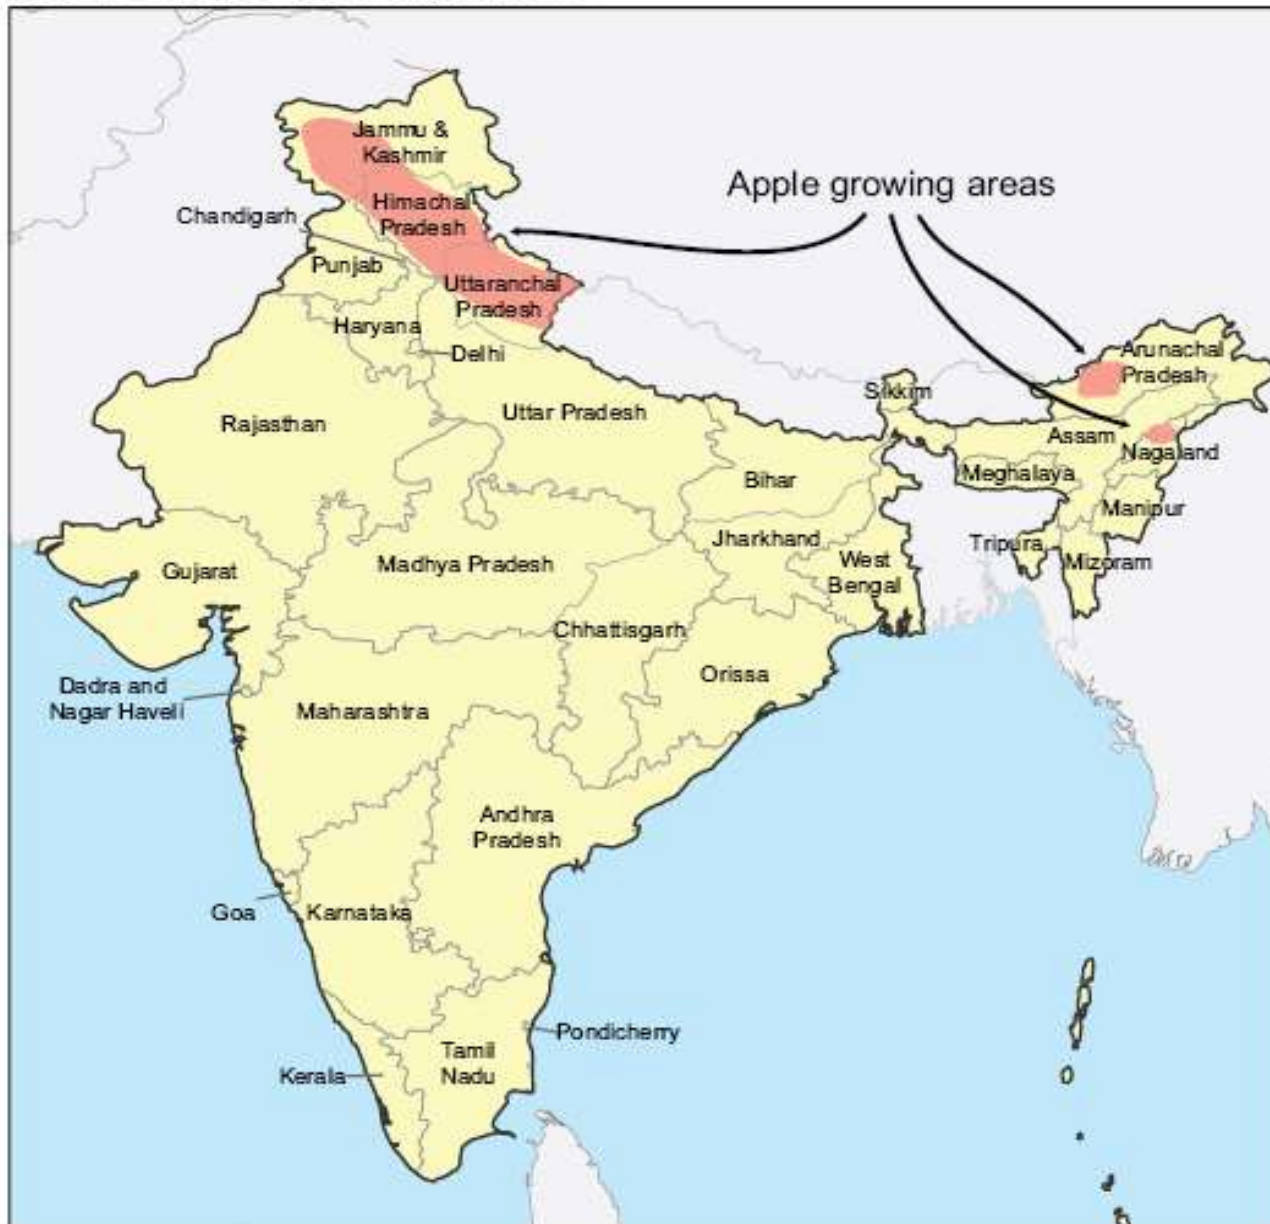 Jammu &
Kashmir
Apple growing areas
Himachal
Pradesh
Chandigarh
Punjab
Uttaranchal
Pradesh
Haryana
Delhi
Arunachal
Pradesh
Sikkim
Rajasthan
Uttar Pradesh
Assam
Nagaland
Meghalaya
Bihar
Manipur
Jharkhand
Tripura
Mizoram
West
Bengal
Gujarat
Madhya Pradesh
Chhattisgarh
Orissa
Dadra and
Nagar Haveli
Maharashtra
Andhra
Pradesh
Goa
Karnataka
Pondicherry
Tamil
Nadu
Kerala